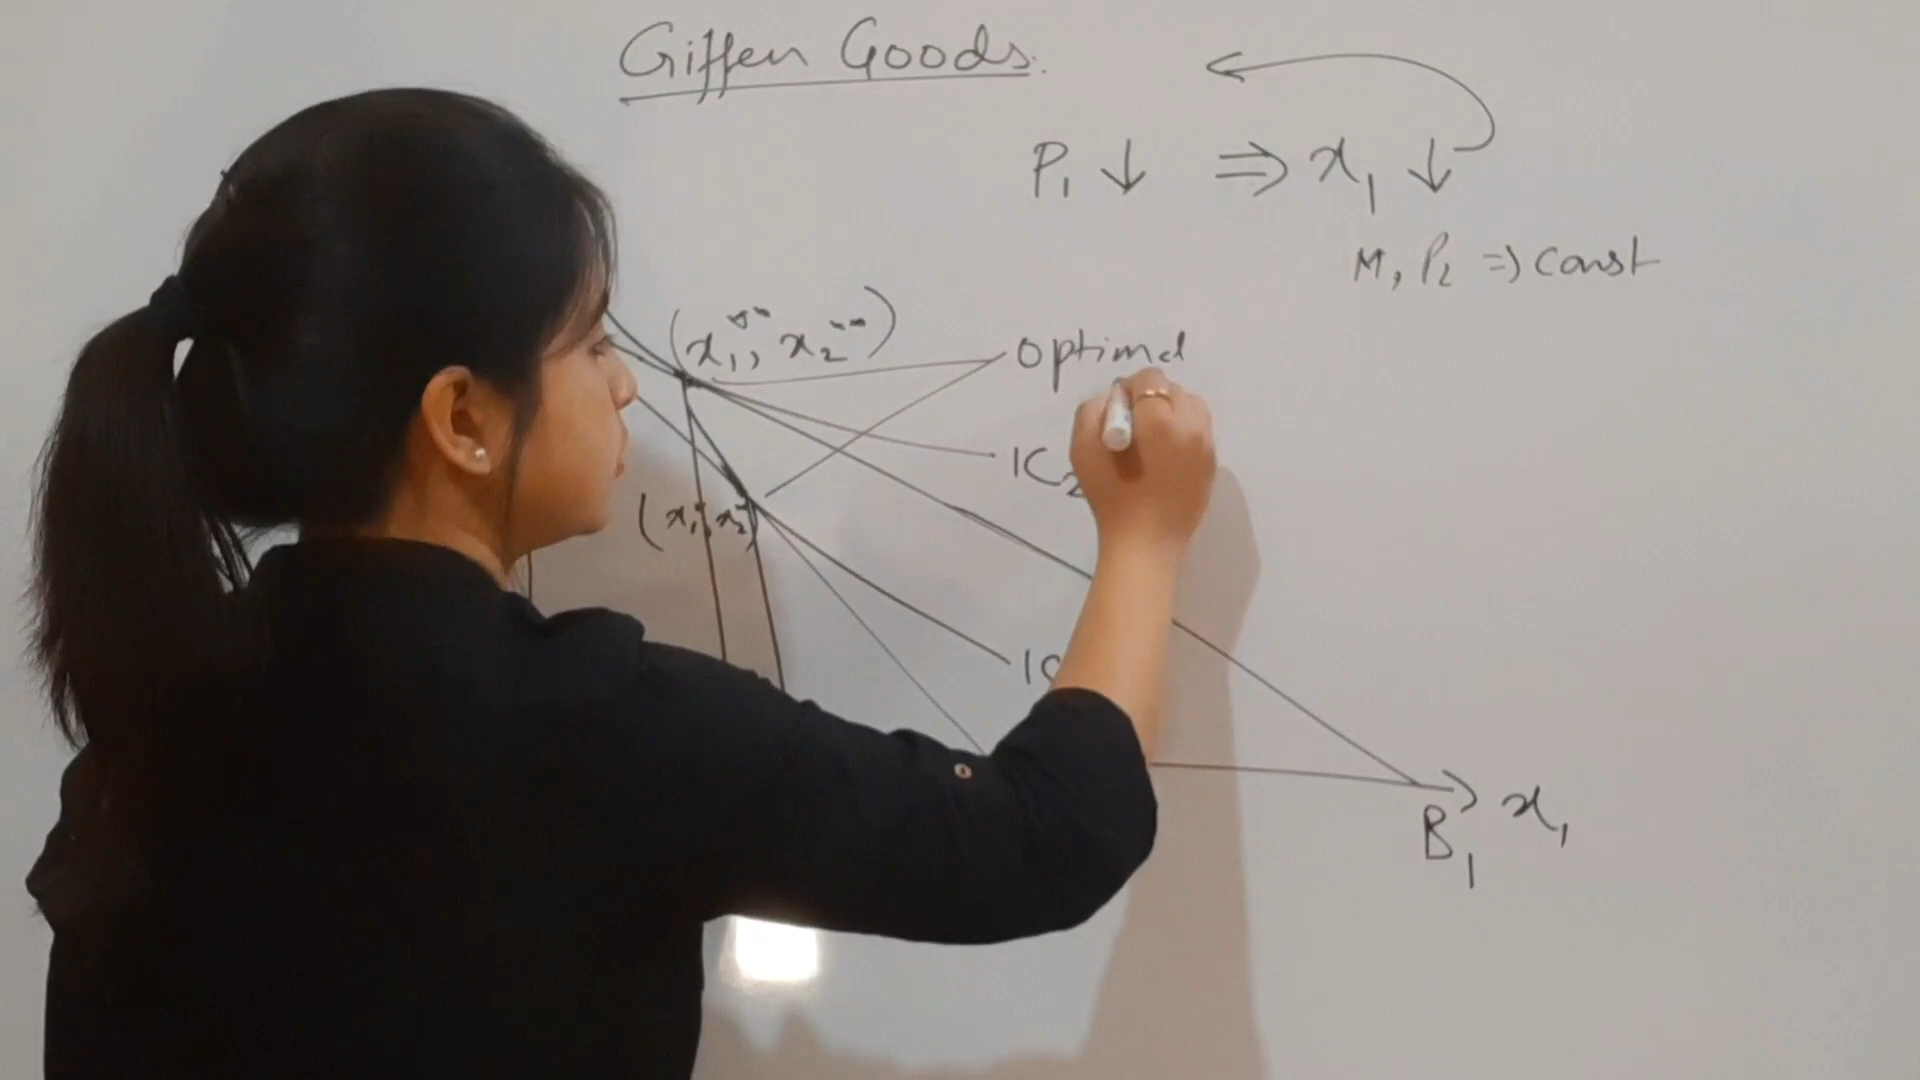 Giffen Goods.
P₁ ↓ ⇒ x₁ ↓
M, P₂ ⇒ const
(x₁**, x₂**)
Optimal
IC₂
(x₁*, x₂*)
IC
B₁ x₁